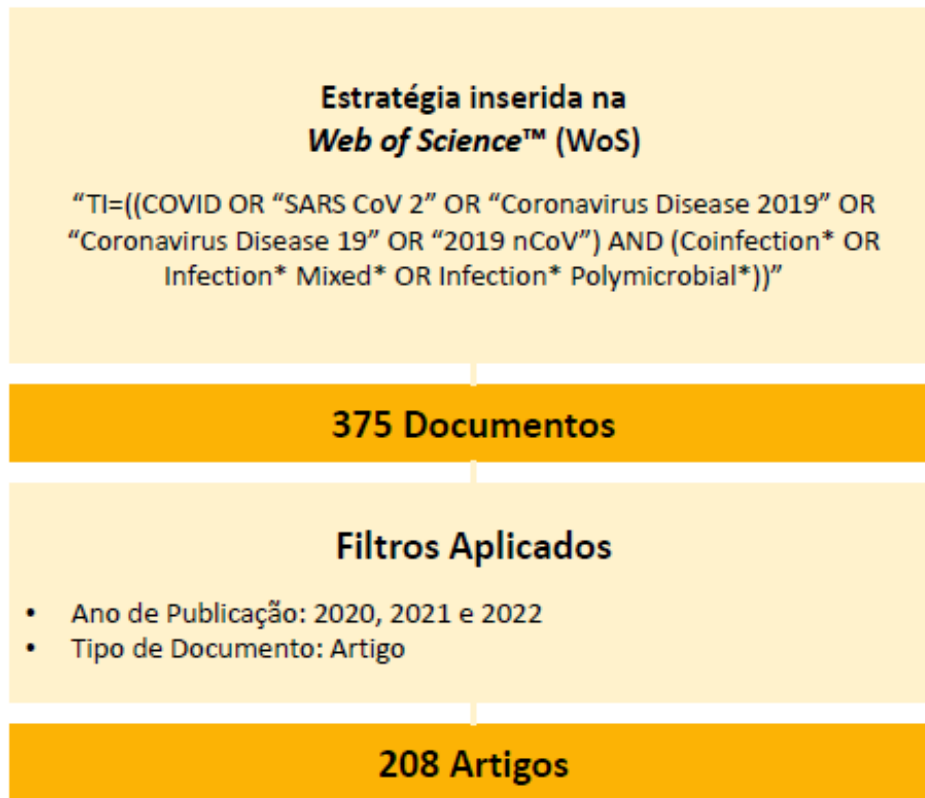 Estratégia inserida na
Web of Science™ (WoS)
“TI=((COVID OR “SARS CoV 2” OR “Coronavirus Disease 2019” OR
“Coronavirus Disease 19” OR “2019 nCoV”) AND (Coinfection* OR
Infection* Mixed* OR Infection* Polymicrobial*))”
375 Documentos
Filtros Aplicados
• Ano de Publicação: 2020, 2021 e 2022
• Tipo de Documento: Artigo
208 Artigos